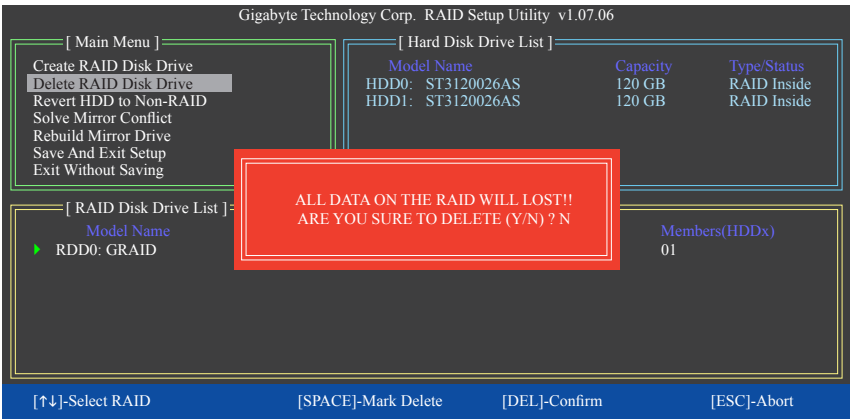 Gigabyte Technology Corp. RAID Setup Utility v1.07.06
[ Main Menu ]
Create RAID Disk Drive
Delete RAID Disk Drive
Revert HDD to Non-RAID
Solve Mirror Conflict
Rebuild Mirror Drive
Save And Exit Setup
Exit Without Saving
[ Hard Disk Drive List ]
Model Name Capacity Type/Status
HDD0: ST3120026AS 120 GB RAID Inside
HDD1: ST3120026AS 120 GB RAID Inside
ALL DATA ON THE RAID WILL LOST!!
ARE YOU SURE TO DELETE (Y/N) ? N
[ RAID Disk Drive List ]
Model Name Members(HDDx)
RDD0: GRAID 01
[↑↓]-Select RAID [SPACE]-Mark Delete [DEL]-Confirm [ESC]-Abort